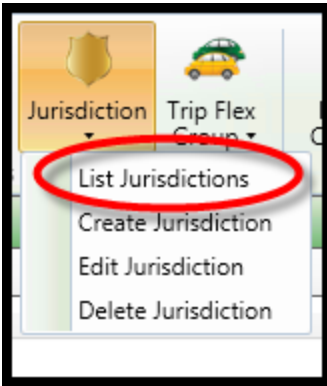 Jurisdiction
Trip Flex
Group
List Jurisdictions
Create Jurisdiction
Edit Jurisdiction
Delete Jurisdiction